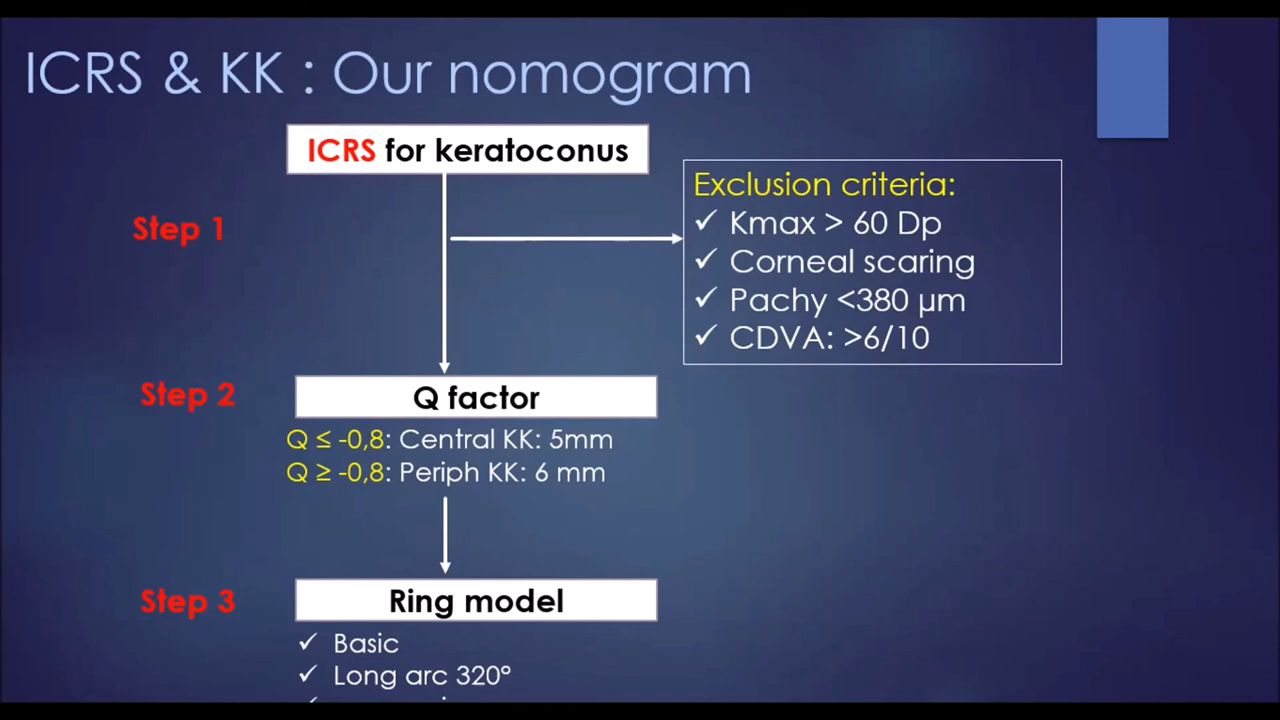 ICRS & KK : Our nomogram
ICRS for keratoconus
Step 1
Exclusion criteria:
✓ Kmax > 60 Dp
✓ Corneal scaring
✓ Pachy <380 µm
✓ CDVA: >6/10
Step 2
Q factor
Q ≤ -0,8: Central KK: 5mm
Q ≥ -0,8: Periph KK: 6 mm
Step 3
Ring model
✓ Basic
✓ Long arc 320°